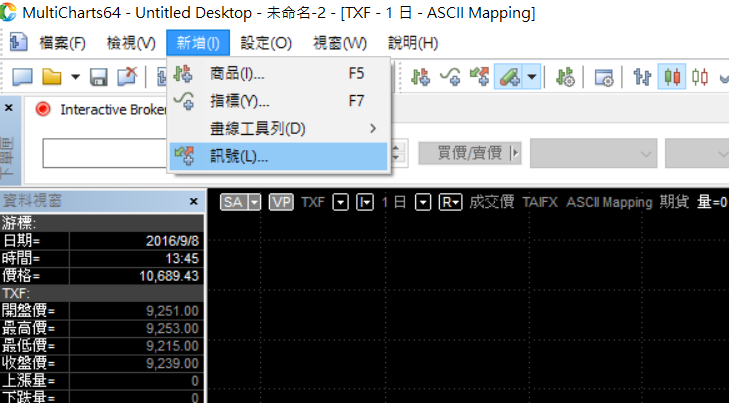 MultiCharts64 - Untitled Desktop - 未命名-2 - [TXF - 1 日 - ASCII Mapping]
檔案(F) 檢視(V) 新增(I) 設定(O) 視窗(W) 說明(H)
商品(I)... F5
指標(Y)... F7
畫線工具列(D)
訊號(L)...
Interactive Broker
買價/賣價
資料視窗
SA VP TXF I 1 日 R 成交價 TAIFX ASCII Mapping 期貨 量=0
游標:
日期= 2016/9/8
時間= 13:45
價格= 10,689.43
TXF:
開盤價= 9,251.00
最高價= 9,253.00
最低價= 9,215.00
收盤價= 9,239.00
上漲量= 0
下跌量= 0